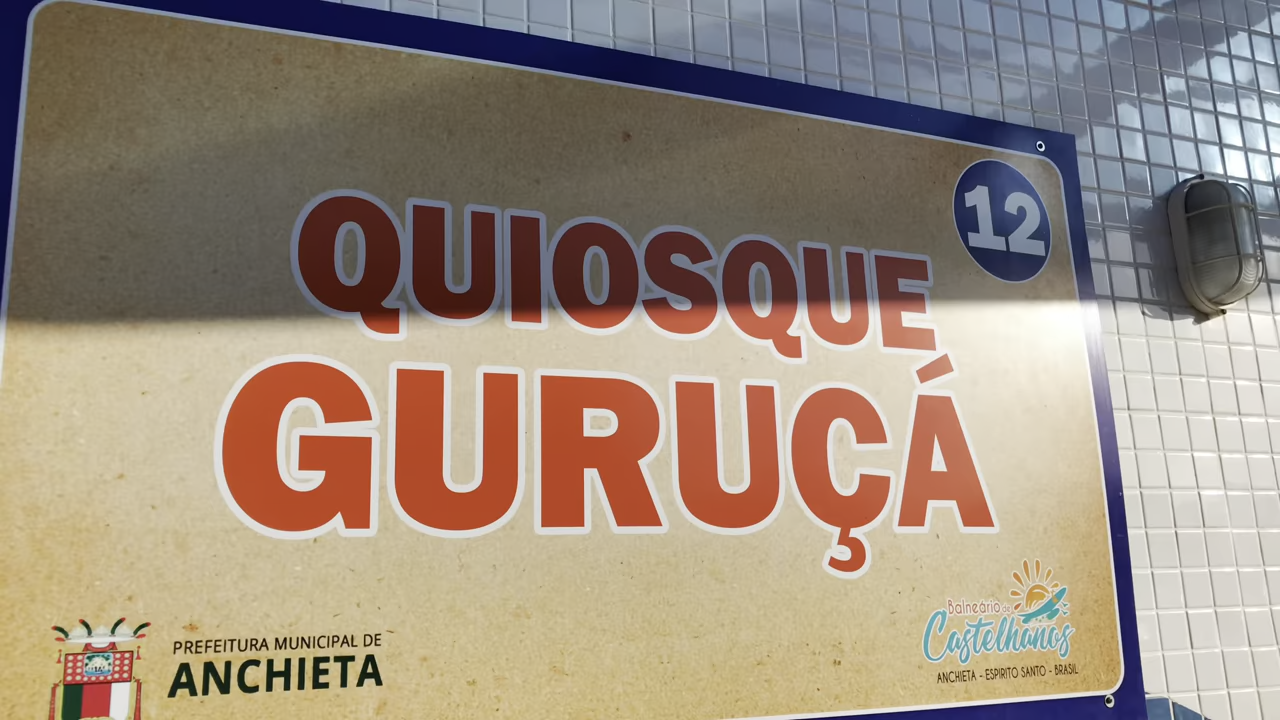 12
QUIOSQUE
GURUÇÁ
PREFEITURA MUNICIPAL DE
ANCHIETA
Balneário de
Castelhanos
ANCHIETA - ESPIRITO SANTO - BRASIL